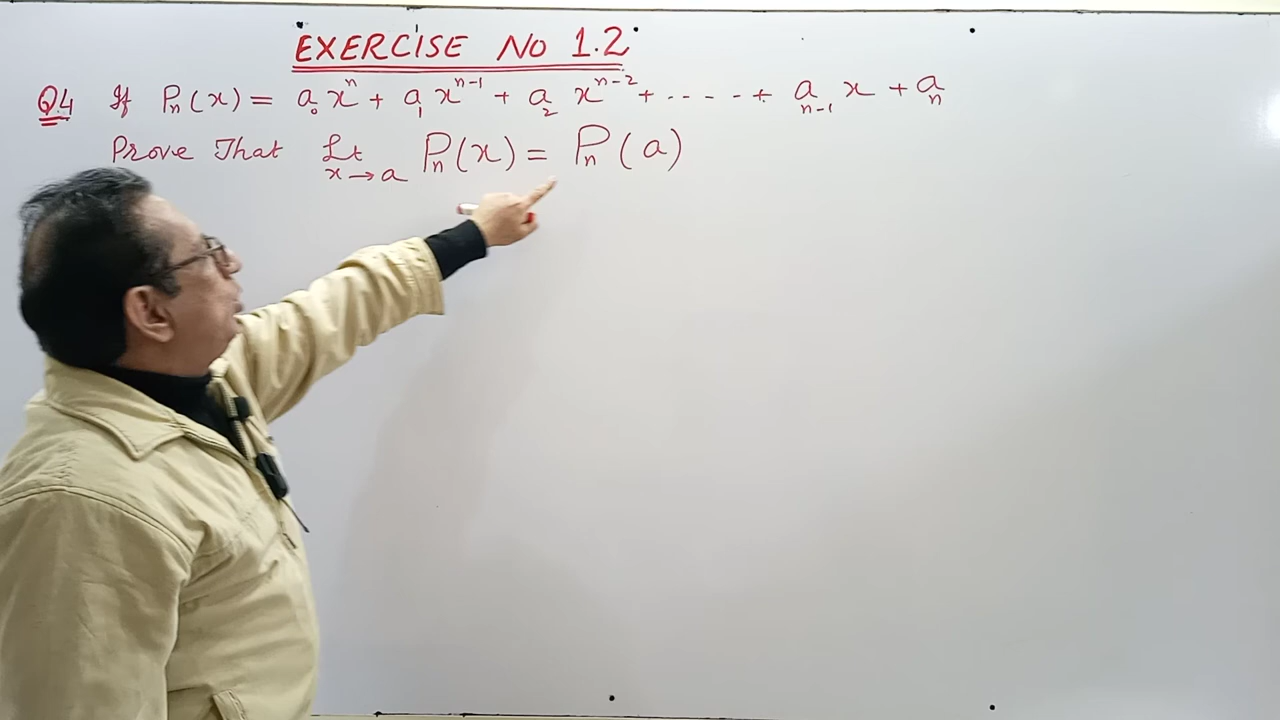 EXERCISE NO 1.2
Q4 If Pₙ(x) = a₀xⁿ + a₁xⁿ⁻¹ + a₂xⁿ⁻² + ----- + aₙ₋₁x + aₙ
Prove That Lt x→a Pₙ(x) = Pₙ(a)